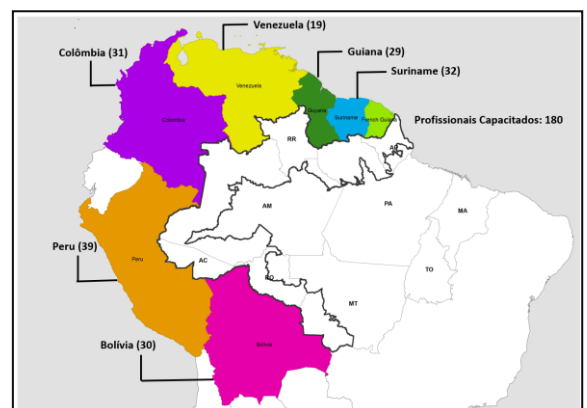 Venezuela (19)
Colômbia (31)
Guiana (29)
Suriname (32)
Venezuela
Guyana
Suriname
French Guiana
Colombia
Profissionais Capacitados: 180
RR
AP
AM
PA
MA
Peru (39)
Peru
AC
RO
TO
MT
Bolívia (30)
Bolivia